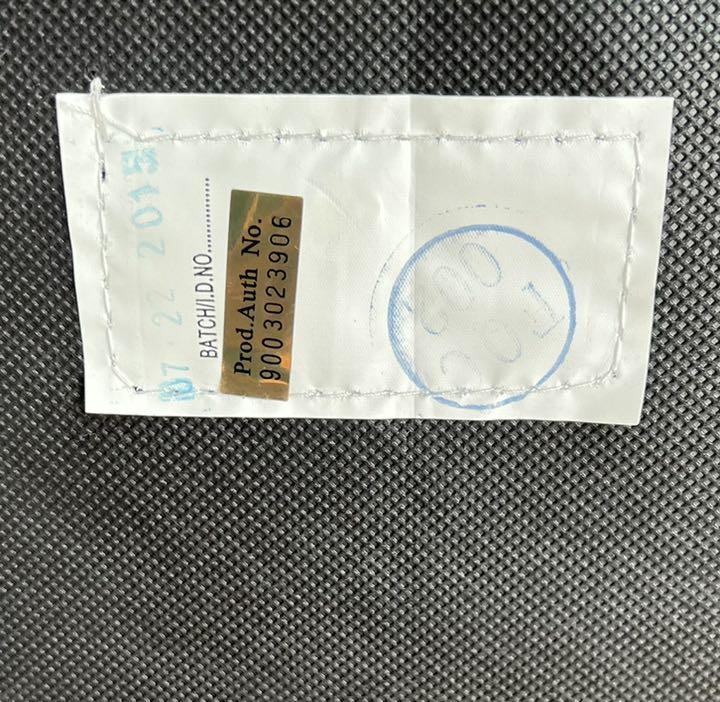 07 22 2015
BATCH/I.D.NO...............
Prod.Auth No.
9003023906